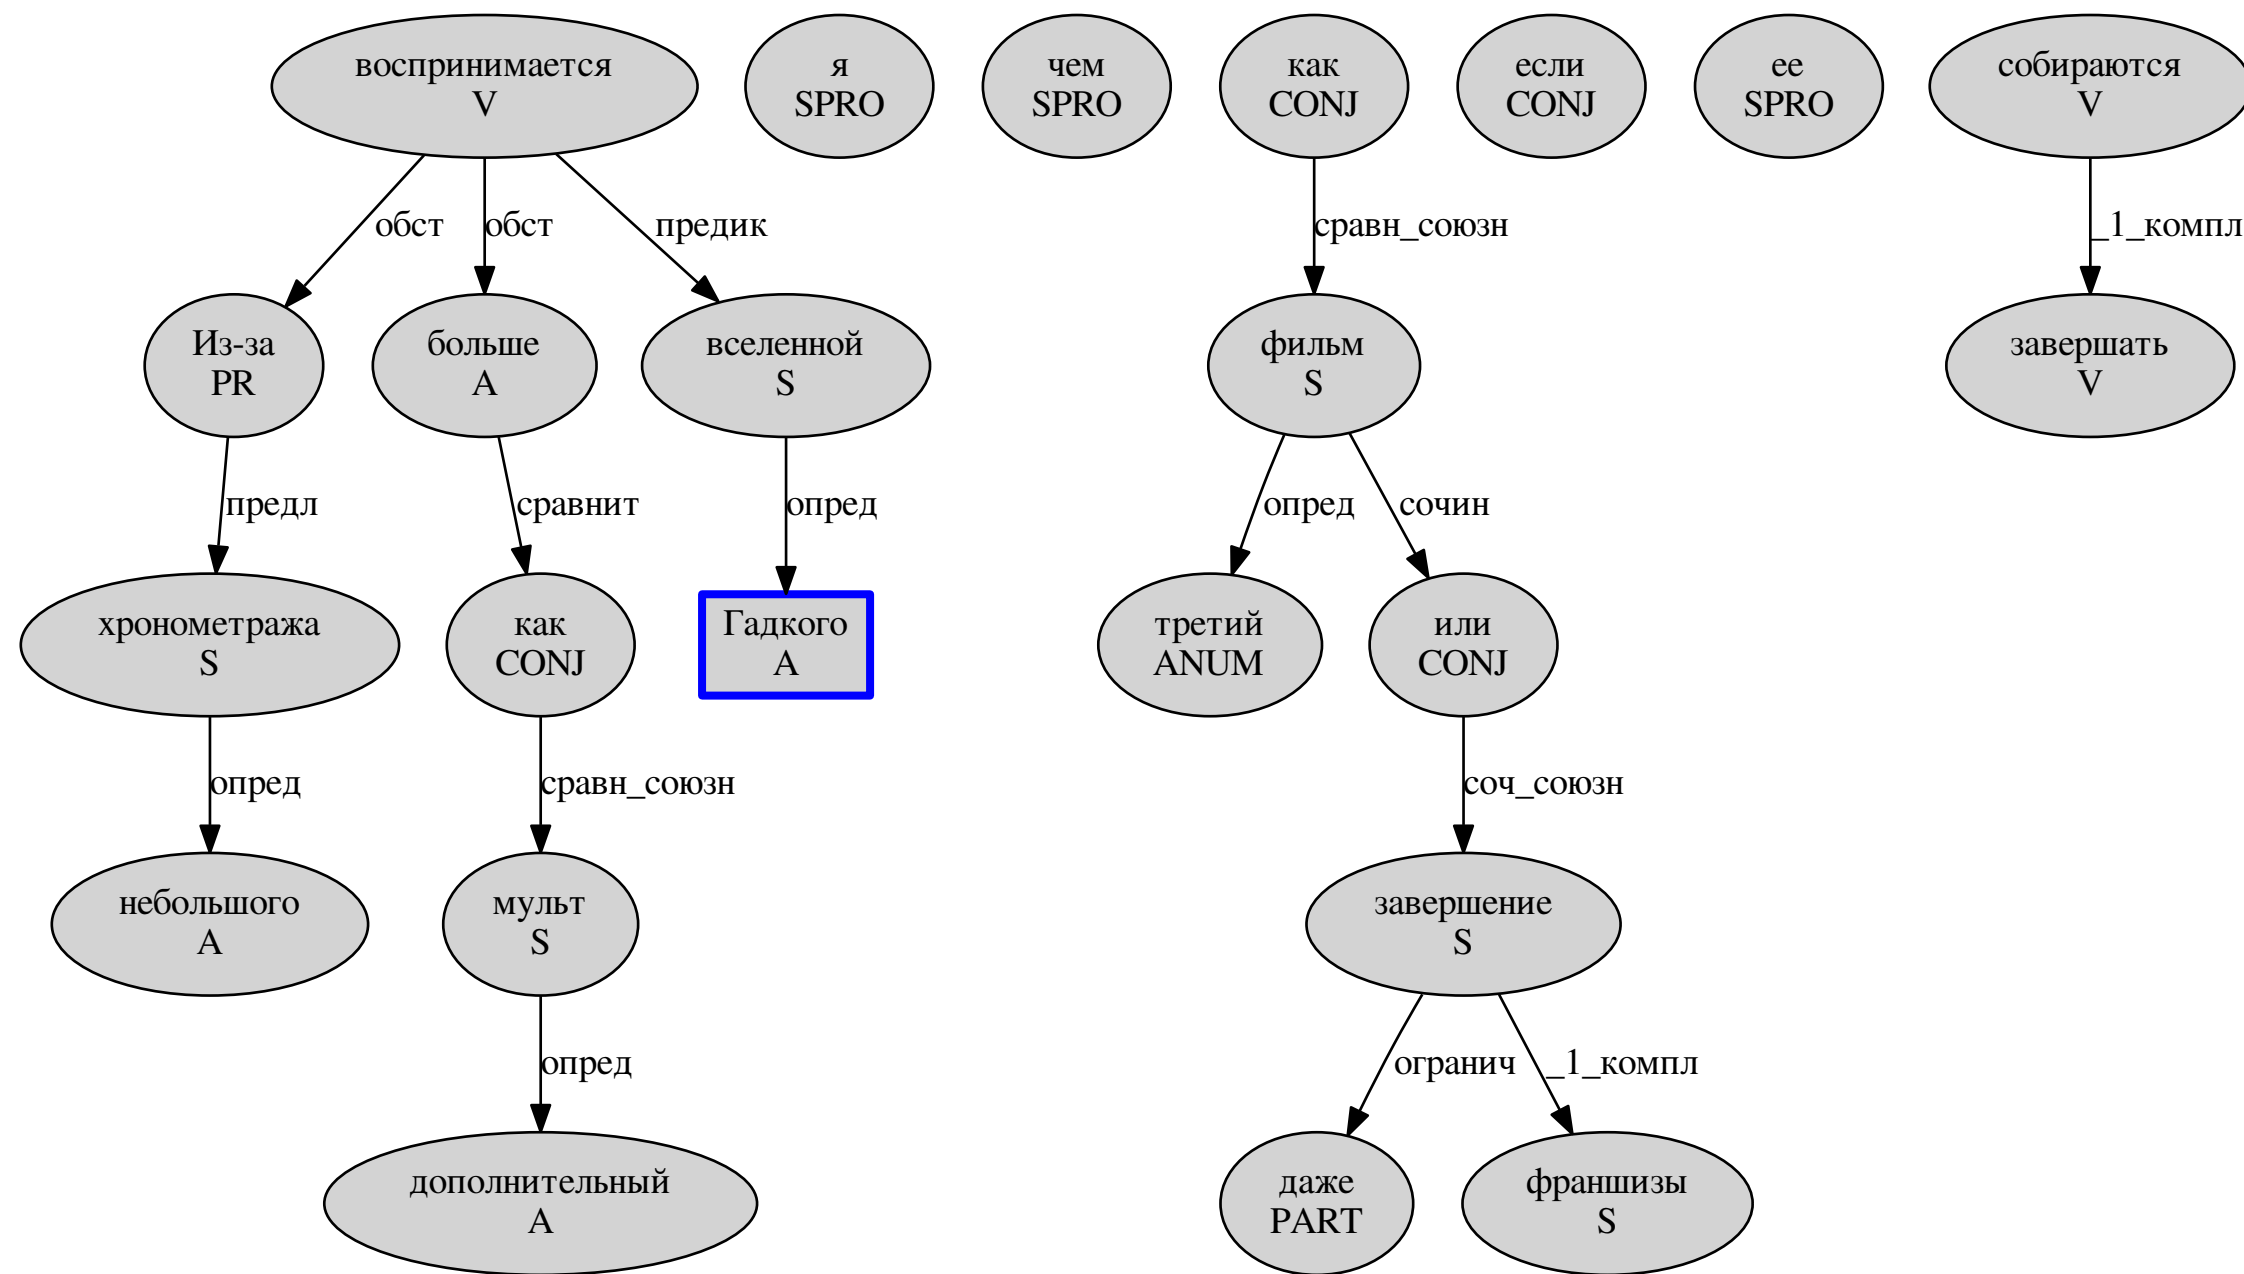 воспринимается
V
я
SPRO
чем
SPRO
как
CONJ
если
CONJ
ее
SPRO
собираются
V
обст
обст
предик
сравн_союзн
_1_компл
Из-за
PR
больше
A
вселенной
S
фильм
S
завершать
V
предл
сравнит
опред
опред
сочин
хронометража
S
как
CONJ
Гадкого
A
третий
ANUM
или
CONJ
опред
сравн_союзн
соч_союзн
небольшого
A
мульт
S
завершение
S
опред
огранич
_1_компл
дополнительный
A
даже
PART
франшизы
S